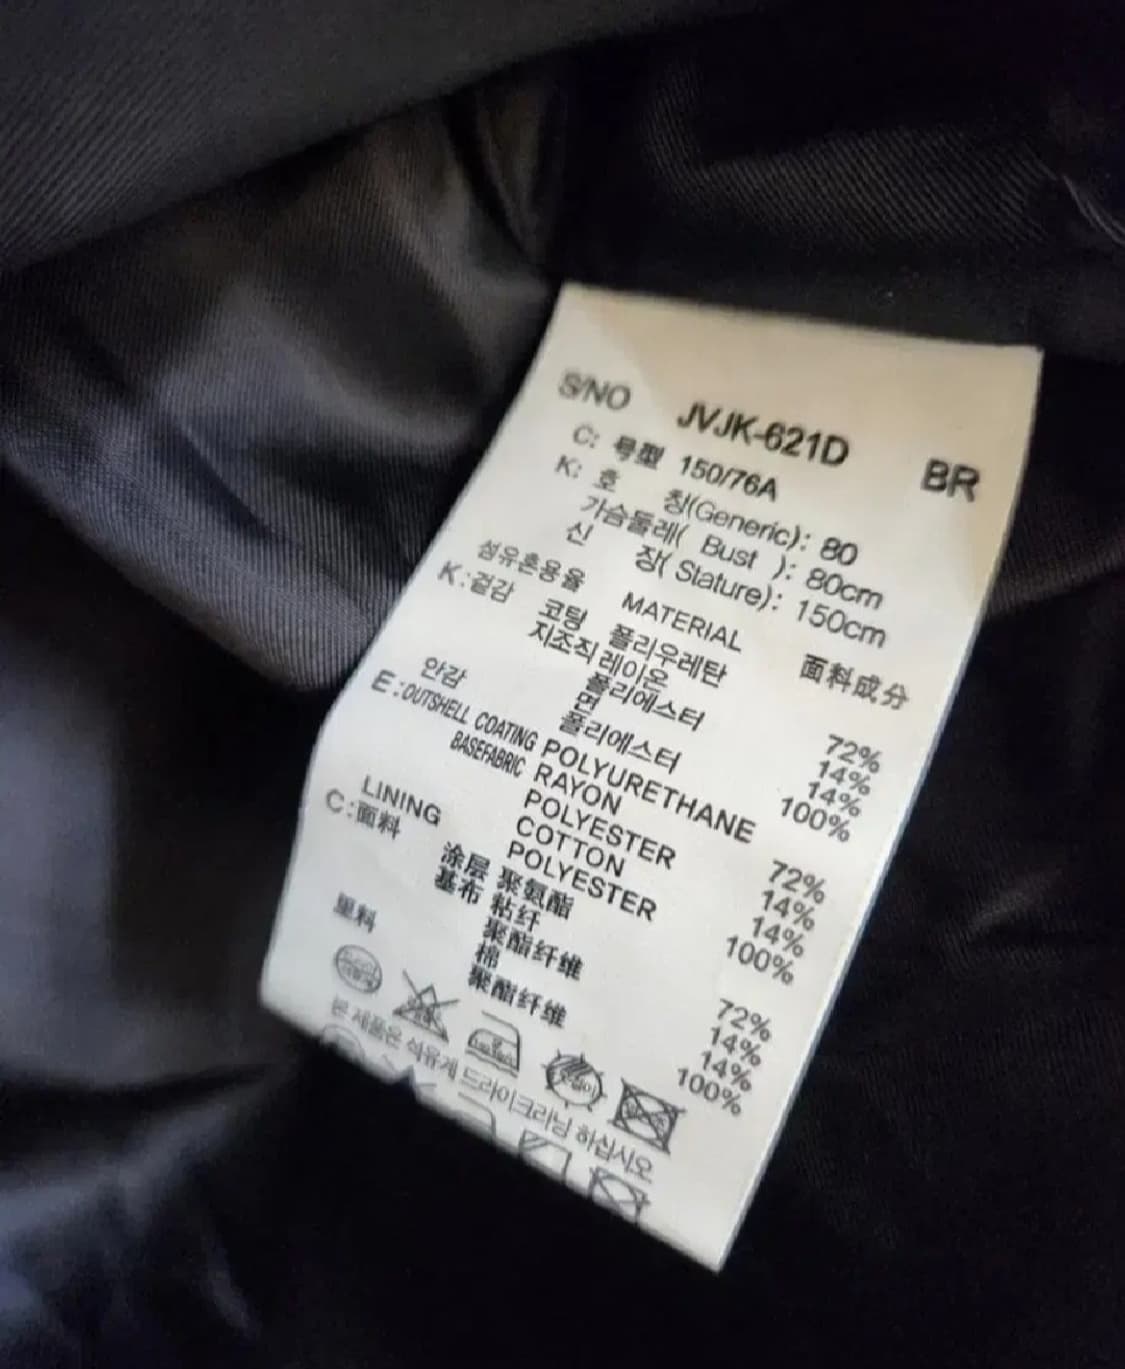 S/NO JVJK-621D BR
C: 号型 150/76A
K: 호 칭(Generic): 80
가슴둘레( Bust ): 80cm
신 장( Stature): 150cm
섬유혼용율 MATERIAL 面料成分
K:겉감 코팅 폴리우레탄
지조직 레이온 72%
폴리에스터 14%
면 14%
안감 폴리에스터 100%
E:OUTSHELL COATING POLYURETHANE
BASEFABRIC RAYON 72%
POLYESTER 14%
COTTON 14%
LINING POLYESTER 100%
C:面料 涂层 聚氨酯
基布 粘纤 72%
聚酯纤维 14%
棉 14%
里料 聚酯纤维 100%
본 제품은 석유계 드라이크리닝 하십시오